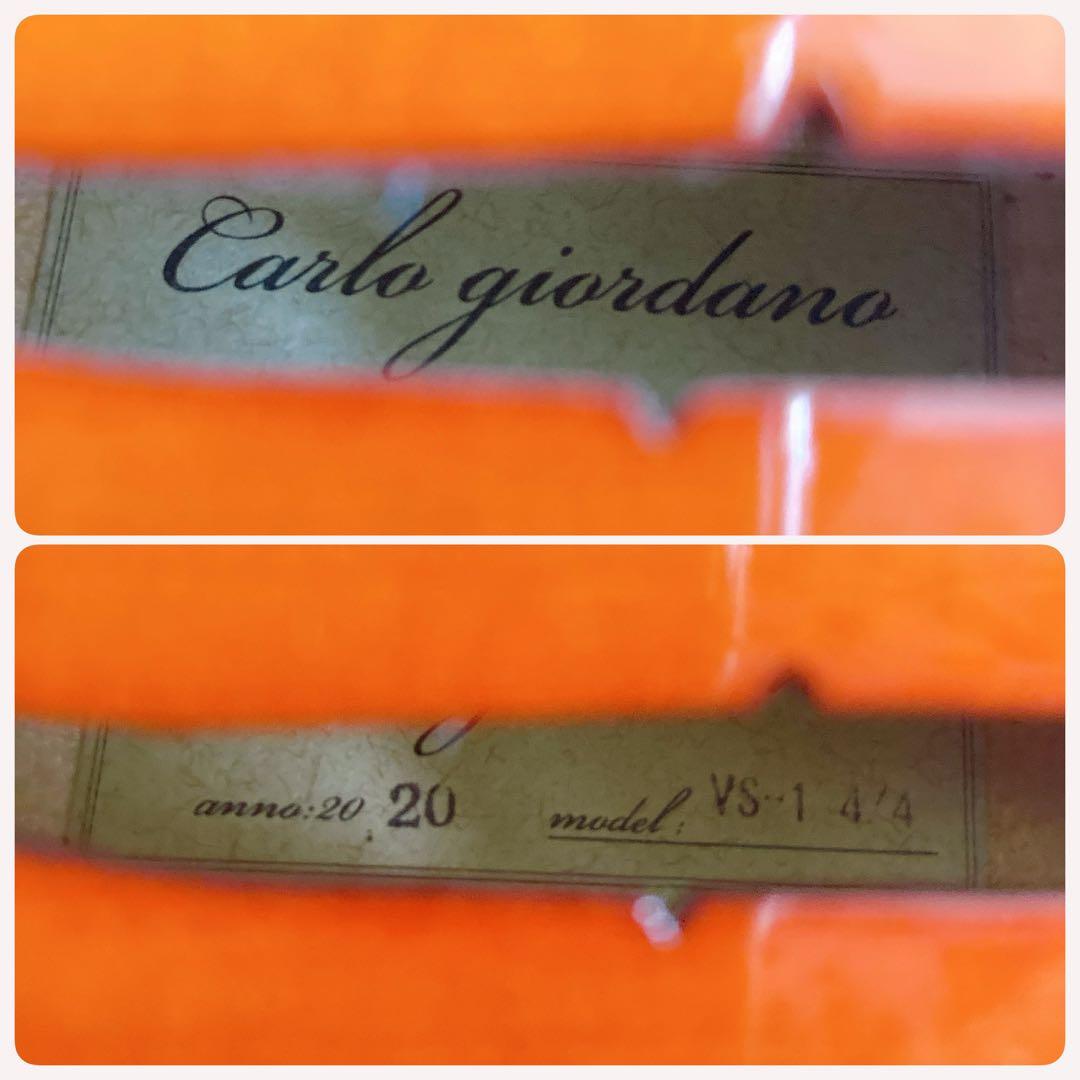 Carlo giordano
anno:20 20 model: VS-1 4/4